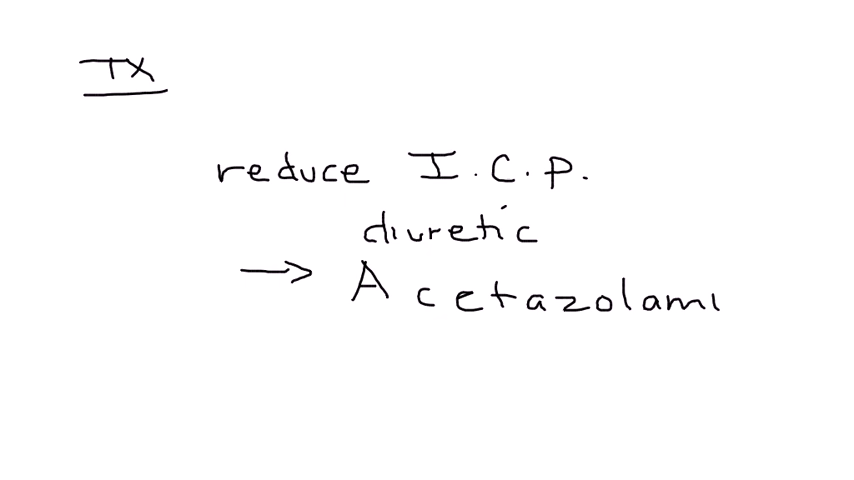 TX
reduce I.C.P.
diuretic
→ Acetazolami